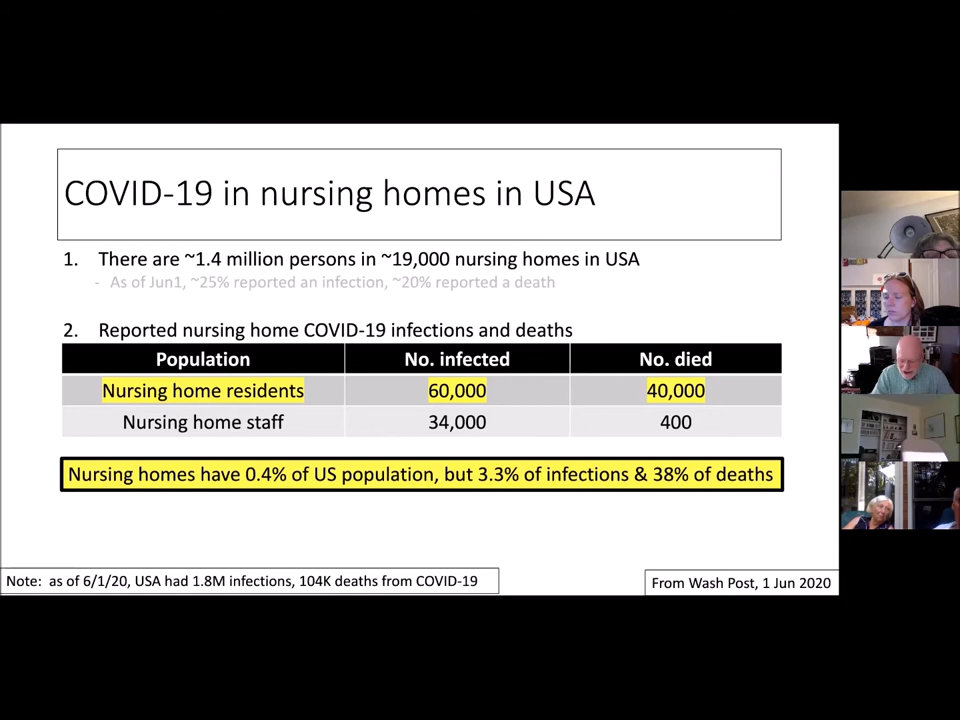 COVID-19 in nursing homes in USA
1. There are ~1.4 million persons in ~19,000 nursing homes in USA
- As of Jun1, ~25% reported an infection, ~20% reported a death
2. Reported nursing home COVID-19 infections and deaths
Population No. infected No. died
Nursing home residents 60,000 40,000
Nursing home staff 34,000 400
Nursing homes have 0.4% of US population, but 3.3% of infections & 38% of deaths
Note: as of 6/1/20, USA had 1.8M infections, 104K deaths from COVID-19
From Wash Post, 1 Jun 2020